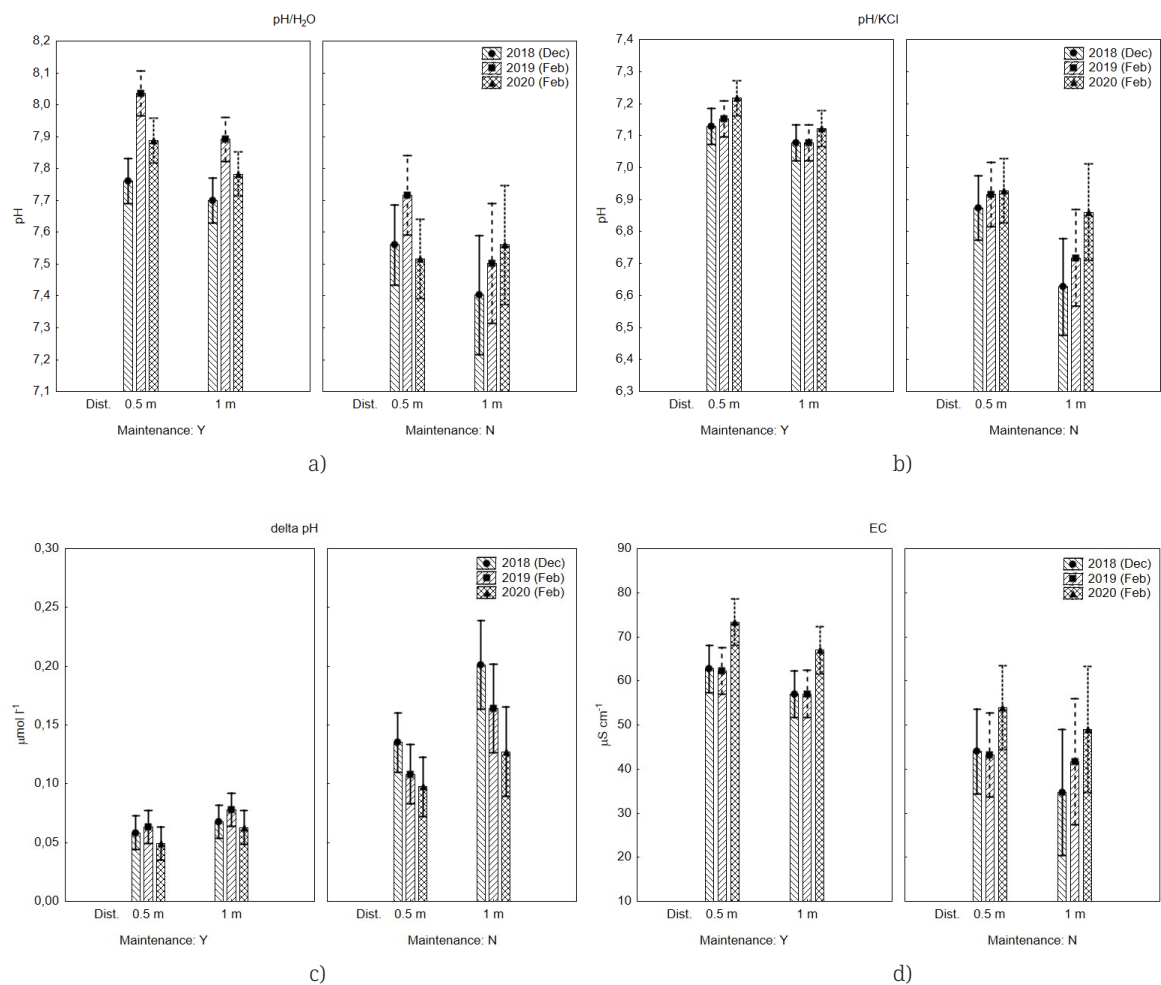 pH/H₂O
8,2
8,1
8,0
7,9
7,8
7,7
7,6
7,5
7,4
7,3
7,2
7,1
pH
2018 (Dec)
2019 (Feb)
2020 (Feb)
Dist. 0.5 m 1 m 0.5 m 1 m
Maintenance: Y Maintenance: N
a)
pH/KCl
7,4
7,3
7,2
7,1
7,0
6,9
6,8
6,7
6,6
6,5
6,4
6,3
pH
2018 (Dec)
2019 (Feb)
2020 (Feb)
Dist. 0.5 m 1 m Dist. 0.5 m 1 m
Maintenance: Y Maintenance: N
b)
delta pH
0,30
0,25
0,20
0,15
0,10
0,05
0,00
µmol l⁻¹
2018 (Dec)
2019 (Feb)
2020 (Feb)
Dist. 0.5 m 1 m Dist. 0.5 m 1 m
Maintenance: Y Maintenance: N
c)
EC
90
80
70
60
50
40
30
20
10
µS cm⁻¹
2018 (Dec)
2019 (Feb)
2020 (Feb)
Dist. 0.5 m 1 m Dist. 0.5 m 1 m
Maintenance: Y Maintenance: N
d)